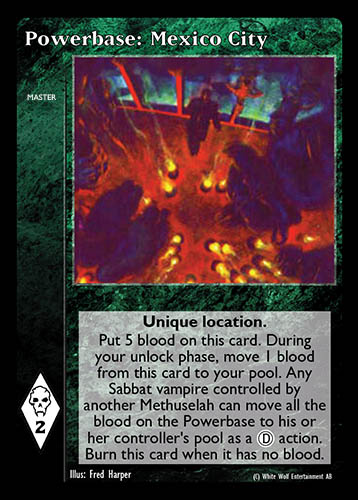 Powerbase: Mexico City
MASTER
Unique location.
Put 5 blood on this card. During
your unlock phase, move 1 blood
from this card to your pool. Any
Sabbat vampire controlled by
another Methuselah can move all the
blood on the Powerbase to his or
her controller's pool as a Ⓓ action.
Burn this card when it has no blood.
2
Illus: Fred Harper
(C) White Wolf Entertainment AB